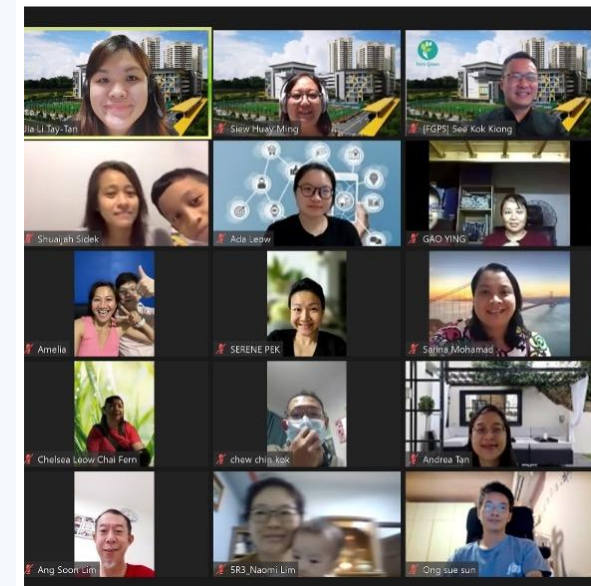 Jia Li Tay-Tan
Siew Huay Ming
[FGPS] See Kok Kiong
Shuaijah Sidek
Ada Leow
GAO YING
Amelia
SERENE PEK
Sarina Mohamad
Chelsea Leow Chai Fern
chew chin kok
Andrea Tan
Ang Soon Lim
5R3_Naomi Lim
Ong sue sun